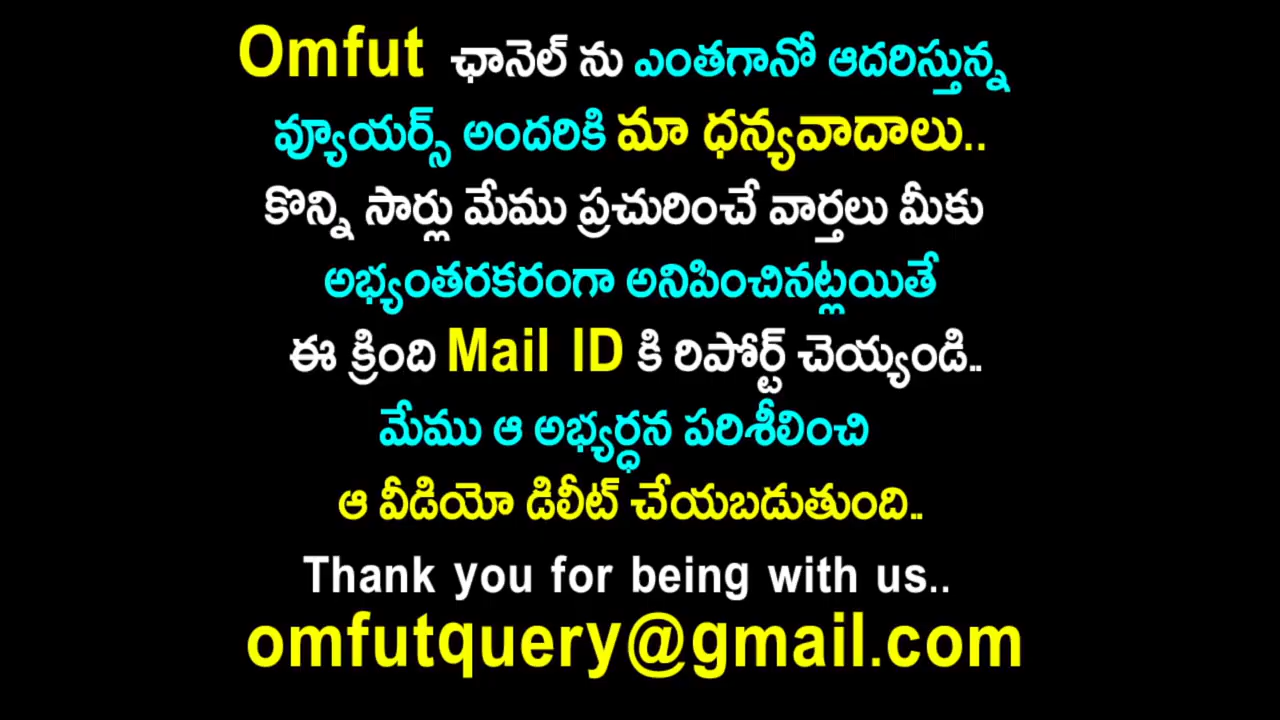 Omfut ఛానెల్ ను ఎంతగానో ఆదరిస్తున్న
వ్యూయర్స్ అందరికి మా ధన్యవాదాలు..
కొన్ని సార్లు మేము ప్రచురించే వార్తలు మీకు
అభ్యంతరకరంగా అనిపించినట్లయితే
ఈ క్రింది Mail ID కి రిపోర్ట్ చెయ్యండి..
మేము ఆ అభ్యర్ధన పరిశీలించి
ఆ వీడియో డిలీట్ చేయబడుతుంది..
Thank you for being with us..
omfutquery@gmail.com